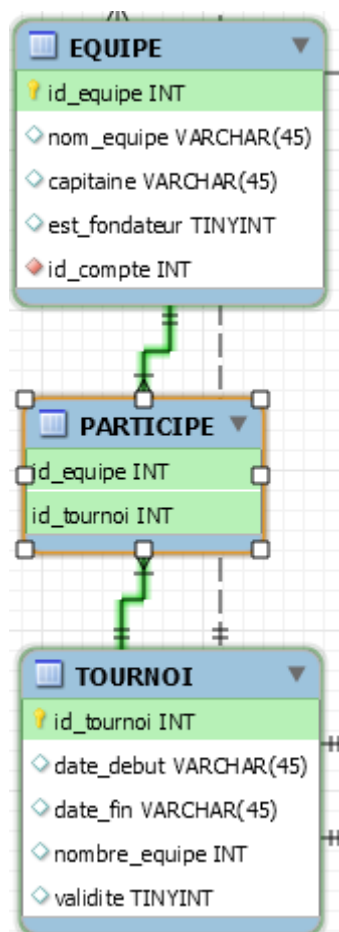 EQUIPE
id_equipe INT
nom_equipe VARCHAR(45)
capitaine VARCHAR(45)
est_fondateur TINYINT
id_compte INT
PARTICIPE
id_equipe INT
id_tournoi INT
TOURNOI
id_tournoi INT
date_debut VARCHAR(45)
date_fin VARCHAR(45)
nombre_equipe INT
validite TINYINT